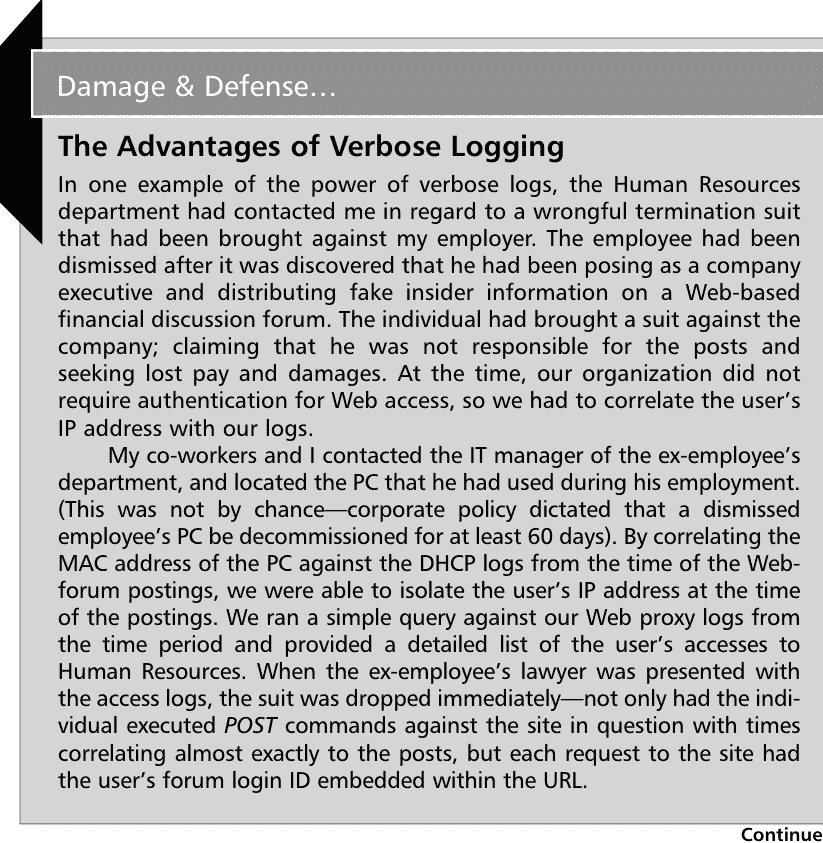 Damage & Defense…
The Advantages of Verbose Logging
In one example of the power of verbose logs, the Human Resources
department had contacted me in regard to a wrongful termination suit
that had been brought against my employer. The employee had been
dismissed after it was discovered that he had been posing as a company
executive and distributing fake insider information on a Web-based
financial discussion forum. The individual had brought a suit against the
company; claiming that he was not responsible for the posts and
seeking lost pay and damages. At the time, our organization did not
require authentication for Web access, so we had to correlate the user’s
IP address with our logs.
My co-workers and I contacted the IT manager of the ex-employee’s
department, and located the PC that he had used during his employment.
(This was not by chance—corporate policy dictated that a dismissed
employee’s PC be decommissioned for at least 60 days). By correlating the
MAC address of the PC against the DHCP logs from the time of the Web-
forum postings, we were able to isolate the user’s IP address at the time
of the postings. We ran a simple query against our Web proxy logs from
the time period and provided a detailed list of the user’s accesses to
Human Resources. When the ex-employee’s lawyer was presented with
the access logs, the suit was dropped immediately—not only had the indi-
vidual executed POST commands against the site in question with times
correlating almost exactly to the posts, but each request to the site had
the user’s forum login ID embedded within the URL.
Continue